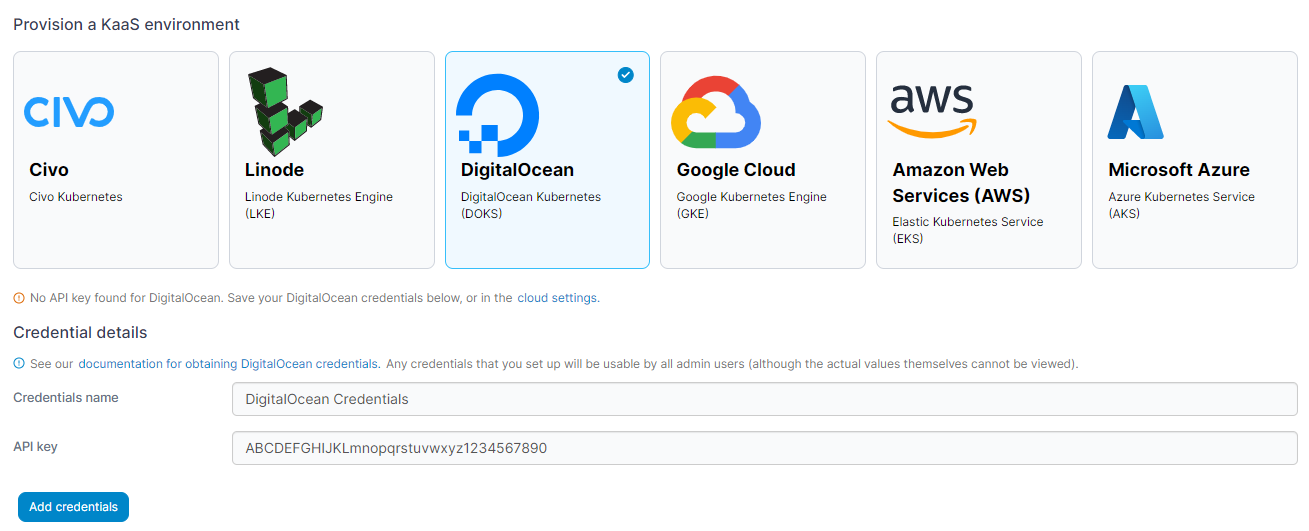 Provision a KaaS environment
CIVO
Civo
Civo Kubernetes
Linode
Linode Kubernetes Engine
(LKE)
DigitalOcean
DigitalOcean Kubernetes
(DOKS)
Google Cloud
Google Kubernetes Engine
(GKE)
aws
Amazon Web
Services (AWS)
Elastic Kubernetes Service
(EKS)
Microsoft Azure
Azure Kubernetes Service
(AKS)
No API key found for DigitalOcean. Save your DigitalOcean credentials below, or in the cloud settings.
Credential details
See our documentation for obtaining DigitalOcean credentials. Any credentials that you set up will be usable by all admin users (although the actual values themselves cannot be viewed).
Credentials name
DigitalOcean Credentials
API key
ABCDEFGHIJKLmnopqrstuvwxyz1234567890
Add credentials